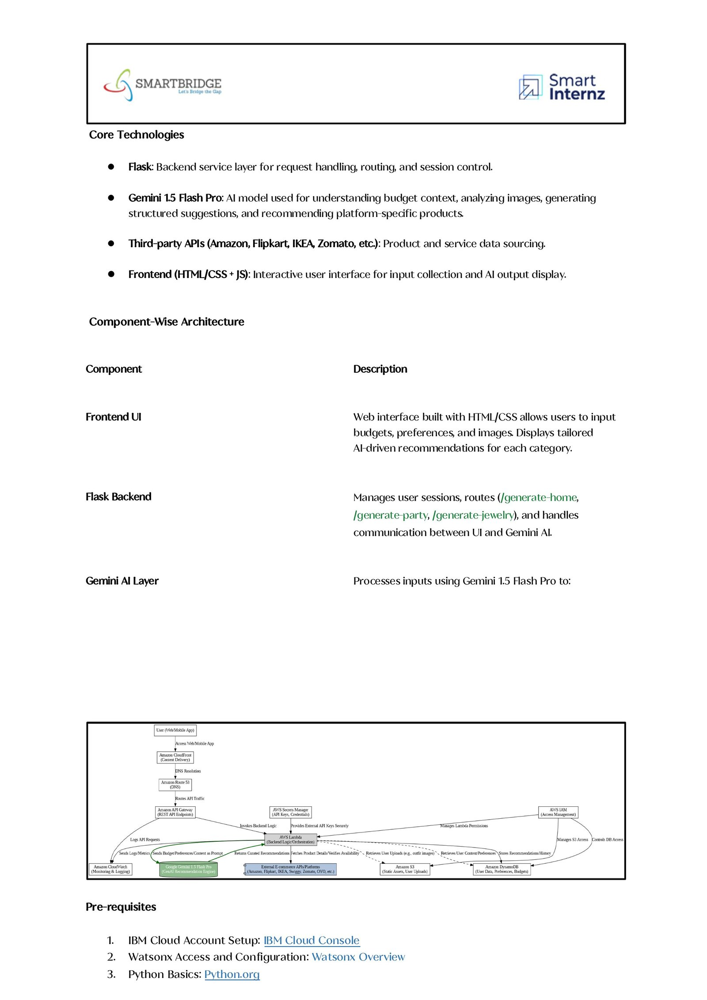 SMARTBRIDGE
Let's Bridge the Gap
Smart
Internz
Core Technologies
● Flask: Backend service layer for request handling, routing, and session control.
● Gemini 1.5 Flash Pro: AI model used for understanding budget context, analyzing images, generating
structured suggestions, and recommending platform-specific products.
● Third-party APIs (Amazon, Flipkart, IKEA, Zomato, etc.): Product and service data sourcing.
● Frontend (HTML/CSS + JS): Interactive user interface for input collection and AI output display.
Component-Wise Architecture
Component Description
Frontend UI Web interface built with HTML/CSS allows users to input
budgets, preferences, and images. Displays tailored
AI-driven recommendations for each category.
Flask Backend Manages user sessions, routes (/generate-home,
/generate-party, /generate-jewelry), and handles
communication between UI and Gemini AI.
Gemini AI Layer Processes inputs using Gemini 1.5 Flash Pro to:
User (Web/Mobile App)
Access Web/Mobile App
Amazon CloudFront
(Content Delivery)
DNS Resolution
Amazon Route 53
(DNS)
Routes API Traffic
Amazon API Gateway
(REST API Endpoints)
AWS Secrets Manager
(API Keys, Credentials)
AWS IAM
(Access Management)
Invokes Backend Logic
Provides External API Keys Securely
Manages Lambda Permissions
AWS Lambda
(Backend Logic/Orchestration)
Logs API Requests
Manages S3 Access
Controls DB Access
Sends Logs/Metrics
Sends Budget/Preferences/Context as Prompt
Returns Curated Recommendations
Fetches Product Details/Verifies Availability
Retrieves User Uploads (e.g., outfit images)
Retrieves User Context/Preferences
Stores Recommendations/History
Amazon CloudWatch
(Monitoring & Logging)
Google Gemini 1.5 Flash Pro
(GenAI Recommendation Engine)
External E-commerce APIs/Platforms
(Amazon, Flipkart, IKEA, Swiggy, Zomato, OYO, etc.)
Amazon S3
(Static Assets, User Uploads)
Amazon DynamoDB
(User Data, Preferences, Budgets)
Pre-requisites
1. IBM Cloud Account Setup: IBM Cloud Console
2. Watsonx Access and Configuration: Watsonx Overview
3. Python Basics: Python.org